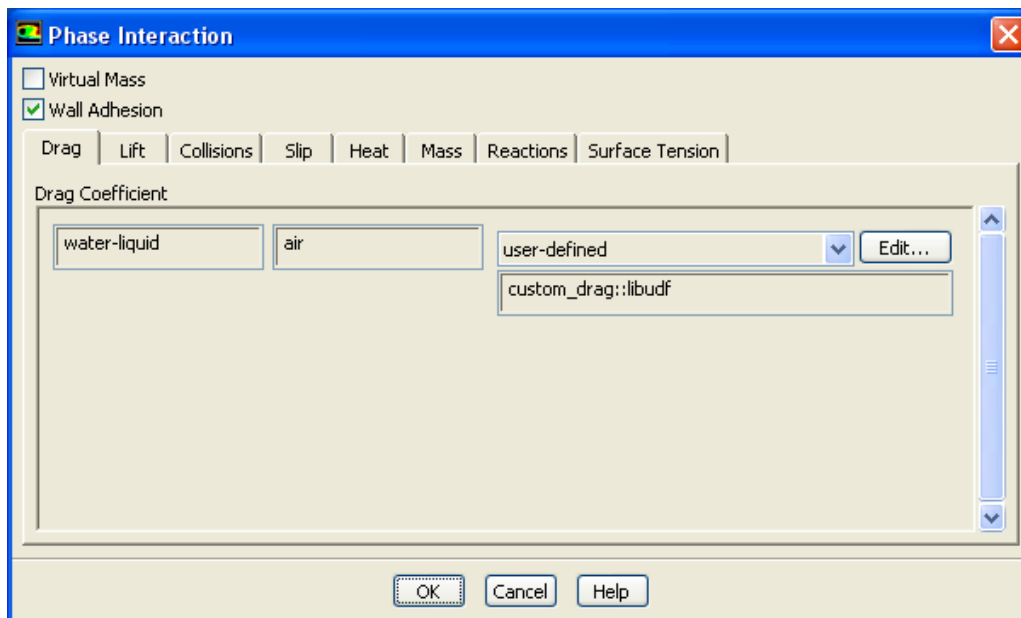 Phase Interaction
Virtual Mass
Wall Adhesion
Drag Lift Collisions Slip Heat Mass Reactions Surface Tension
Drag Coefficient
water-liquid air user-defined Edit...
custom_drag::libudf
OK Cancel Help